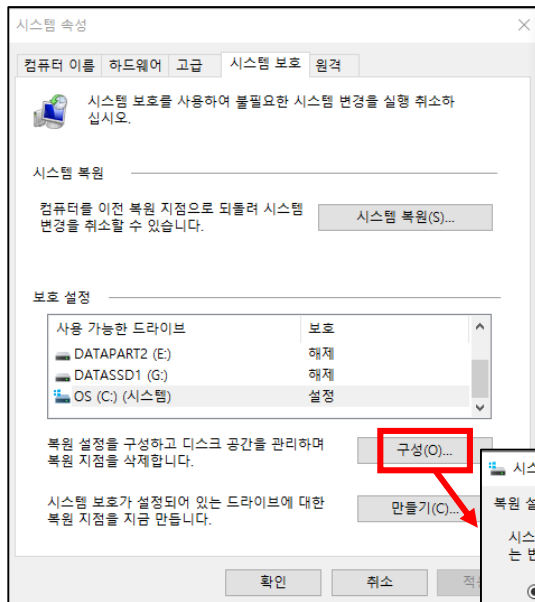 시스템 속성
컴퓨터 이름 하드웨어 고급 시스템 보호 원격
시스템 보호를 사용하여 불필요한 시스템 변경을 실행 취소하
십시오.
시스템 복원
컴퓨터를 이전 복원 지점으로 되돌려 시스템
변경을 취소할 수 있습니다.
시스템 복원(S)...
보호 설정
사용 가능한 드라이브 보호
DATAPART2 (E:) 해제
DATASSD1 (G:) 해제
OS (C:) (시스템) 설정
복원 설정을 구성하고 디스크 공간을 관리하며
복원 지점을 삭제합니다.
구성(O)...
시스템 보호가 설정되어 있는 드라이브에 대한
복원 지점을 지금 만듭니다.
만들기(C)...
확인 취소
복원
시스
는